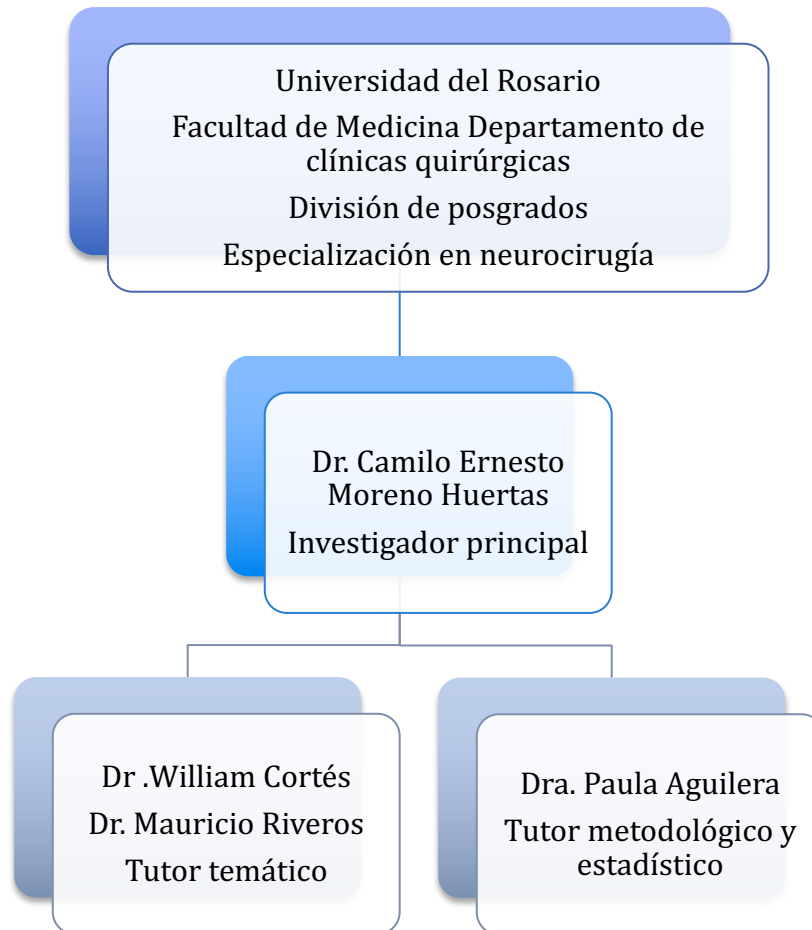 Universidad del Rosario
Facultad de Medicina Departamento de
clínicas quirúrgicas
División de posgrados
Especialización en neurocirugía
Dr. Camilo Ernesto
Moreno Huertas
Investigador principal
Dr .William Cortés
Dr. Mauricio Riveros
Tutor temático
Dra. Paula Aguilera
Tutor metodológico y
estadístico